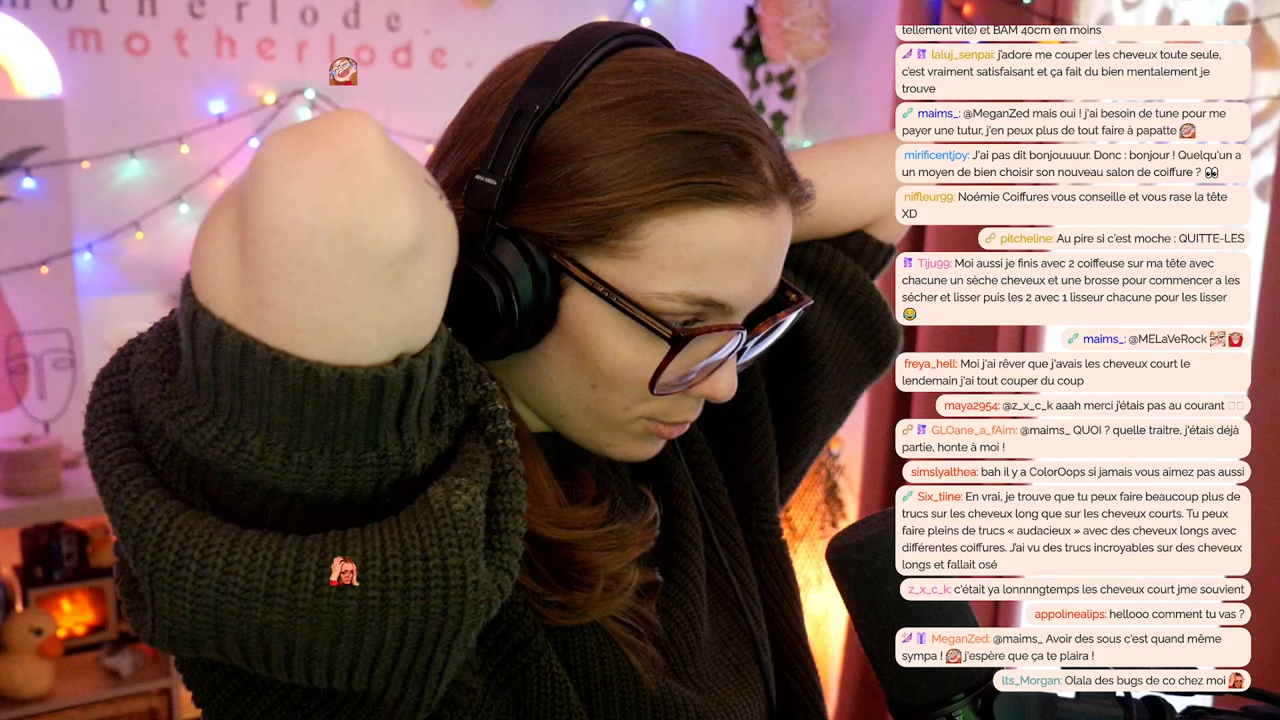 motherlode.
motherlode
tellement vite) et BAM 40cm en moins
laluj_senpai: j'adore me couper les cheveux toute seule,
c'est vraiment satisfaisant et ça fait du bien mentalement je
trouve
maims_: @MeganZed mais oui ! j'ai besoin de tune pour me
payer une tutur, j'en peux plus de tout faire à papatte
mirificentjoy: J'ai pas dit bonjouuuur. Donc : bonjour ! Quelqu'un a
un moyen de bien choisir son nouveau salon de coiffure ? 👀
niffleur99: Noémie Coiffures vous conseille et vous rase la tête
XD
pitcheline: Au pire si c'est moche : QUITTE-LES
Tiju99: Moi aussi je finis avec 2 coiffeuse sur ma tête avec
chacune un sèche cheveux et une brosse pour commencer a les
sécher et lisser puis les 2 avec 1 lisseur chacune pour les lisser
😂
maims_: @MELaVeRock
freya_hell: Moi j'ai rêver que j'avais les cheveux court le
lendemain j'ai tout couper du coup
maya2954: @z_x_c_k aaah merci j'étais pas au courant
GLOane_a_fAim: @maims_ QUOI ? quelle traitre, j'étais déjà
partie, honte à moi !
simslyalthea: bah il y a ColorOops si jamais vous aimez pas aussi
Six_tiine: En vrai, je trouve que tu peux faire beaucoup plus de
trucs sur les cheveux long que sur les cheveux courts. Tu peux
faire pleins de trucs « audacieux » avec des cheveux longs avec
différentes coiffures. J'ai vu des trucs incroyables sur des cheveux
longs et fallait osé
z_x_c_k: c'était ya lonnnngtemps les cheveux court jme souvient
appolinealips: hellooo comment tu vas ?
MeganZed: @maims_ Avoir des sous c'est quand même
sympa ! j'espère que ça te plaira !
Its_Morgan: Olala des bugs de co chez moi